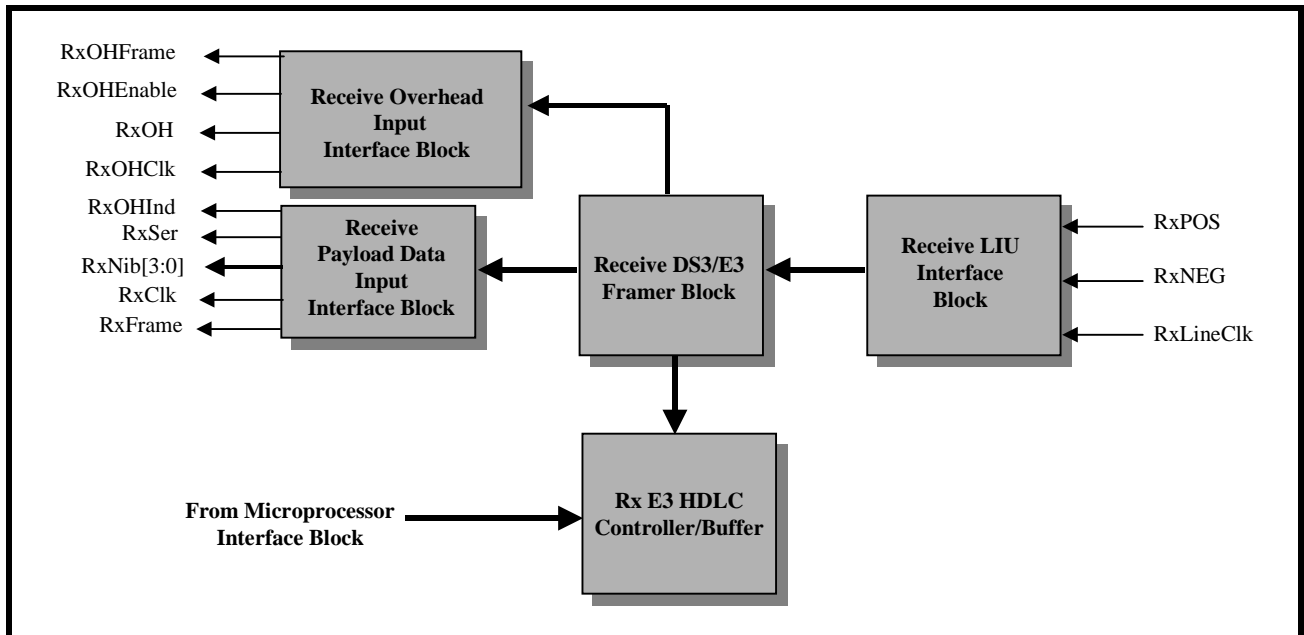 RxOHFrame
RxOHEnable
RxOH
RxOHClk
RxOHInd
RxSer
RxNib[3:0]
RxClk
RxFrame
Receive Overhead
Input
Interface Block
Receive
Payload Data
Input
Interface Block
Receive DS3/E3
Framer Block
Receive LIU
Interface
Block
RxPOS
RxNEG
RxLineClk
From Microprocessor
Interface Block
Rx E3 HDLC
Controller/Buffer